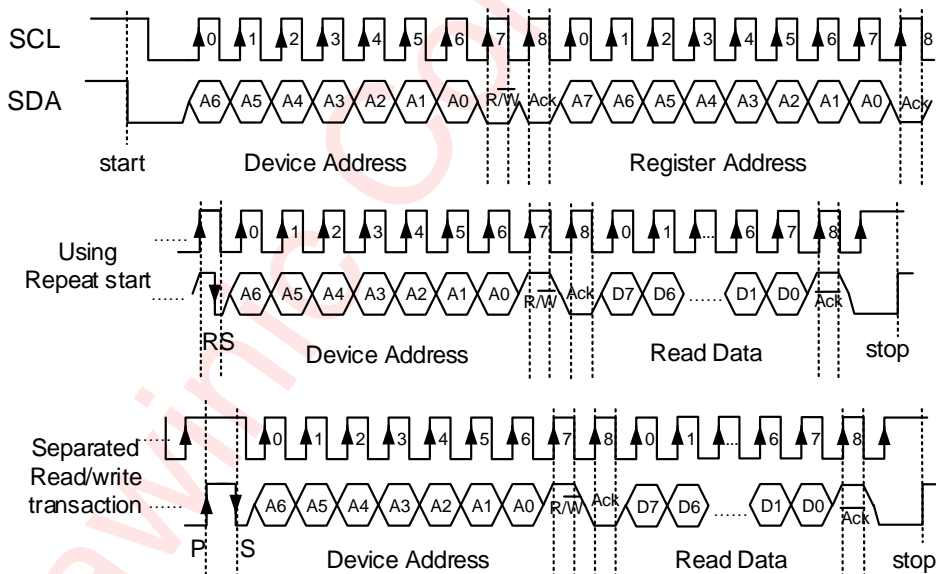 SCL 0 1 2 3 4 5 6 7 8 0 1 2 3 4 5 6 7 8
SDA A6 A5 A4 A3 A2 A1 A0 R/W Ack A7 A6 A5 A4 A3 A2 A1 A0 Ack
start Device Address Register Address
Using
Repeat start
...... 0 1 2 3 4 5 6 7 8 0 1 ... 6 7 8
...... A6 A5 A4 A3 A2 A1 A0 R/W Ack D7 D6 ...... D1 D0 Ack
RS Device Address Read Data stop
Separated
Read/write
transaction
...... 0 1 2 3 4 5 6 7 8 0 1 ... 6 7 8
...... A6 A5 A4 A3 A2 A1 A0 R/W Ack D7 D6 ...... D1 D0 Ack
P S Device Address Read Data stop